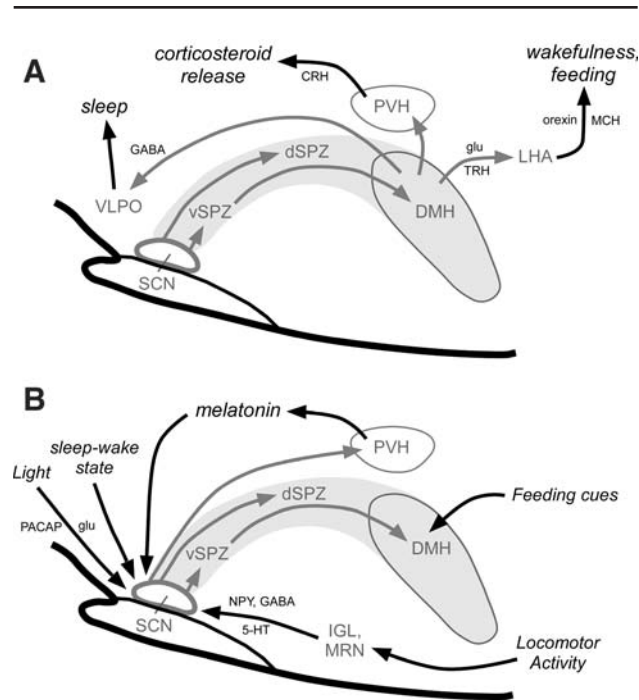 A
corticosteroid
release
wakefulness,
feeding
CRH
PVH
sleep
orexin
MCH
GABA
dSPZ
glu
LHA
TRH
VLPO
vSPZ
DMH
SCN
B
melatonin
PVH
sleep-wake
state
Light
dSPZ
Feeding cues
PACAP
glu
vSPZ
DMH
NPY, GABA
SCN
5-HT
IGL,
MRN
Locomotor
Activity